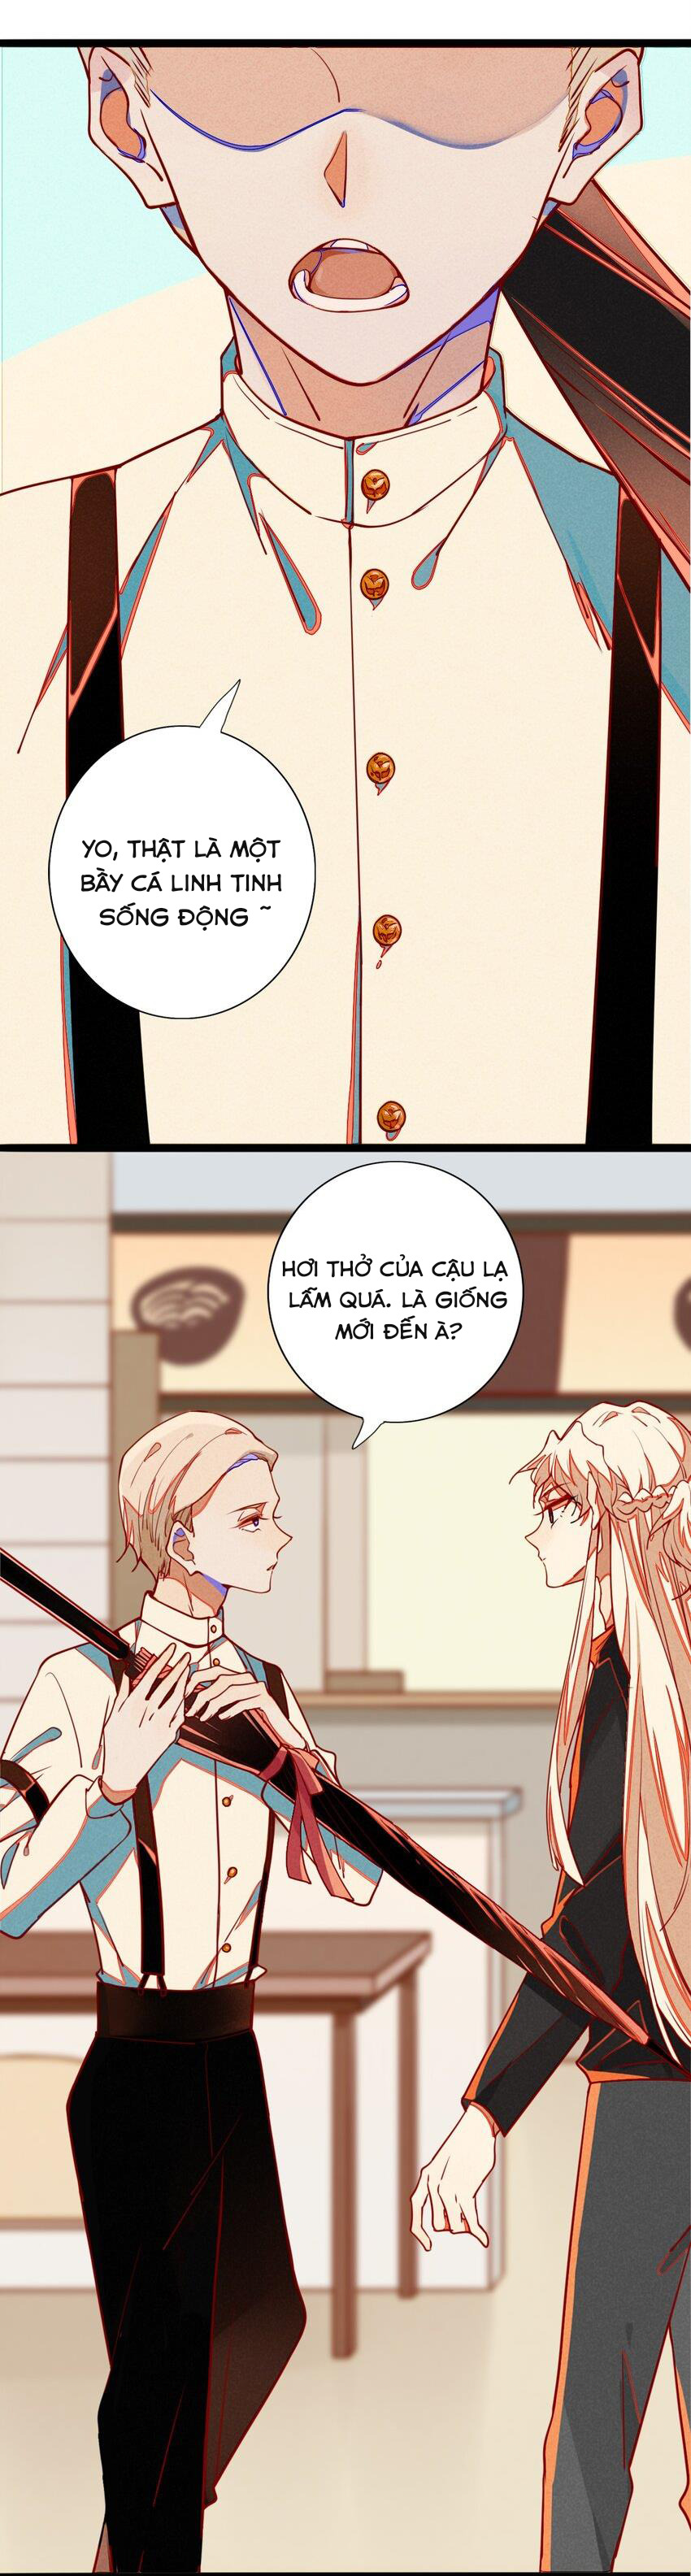 YO, THẬT LÀ MỘT
BẦY CÁ LINH TINH
SỐNG ĐỘNG ~
HƠI THỞ CỦA CẬU LẠ
LẮM QUÁ. LÀ GIỐNG
MỚI ĐẾN À?